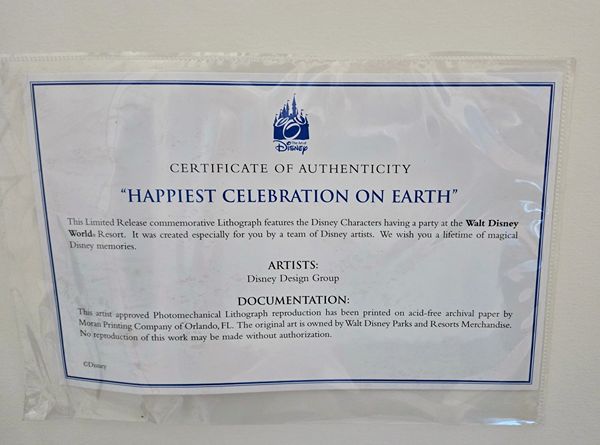 The Art of
Disney
CERTIFICATE OF AUTHENTICITY
"HAPPIEST CELEBRATION ON EARTH"
This Limited Release commemorative Lithograph features the Disney Characters having a party at the Walt Disney
World® Resort. It was created especially for you by a team of Disney artists. We wish you a lifetime of magical
Disney memories.
ARTISTS:
Disney Design Group
DOCUMENTATION:
This artist approved Photomechanical Lithograph reproduction has been printed on acid-free archival paper by
Moran Printing Company of Orlando, FL. The original art is owned by Walt Disney Parks and Resorts Merchandise.
No reproduction of this work may be made without authorization.
©Disney